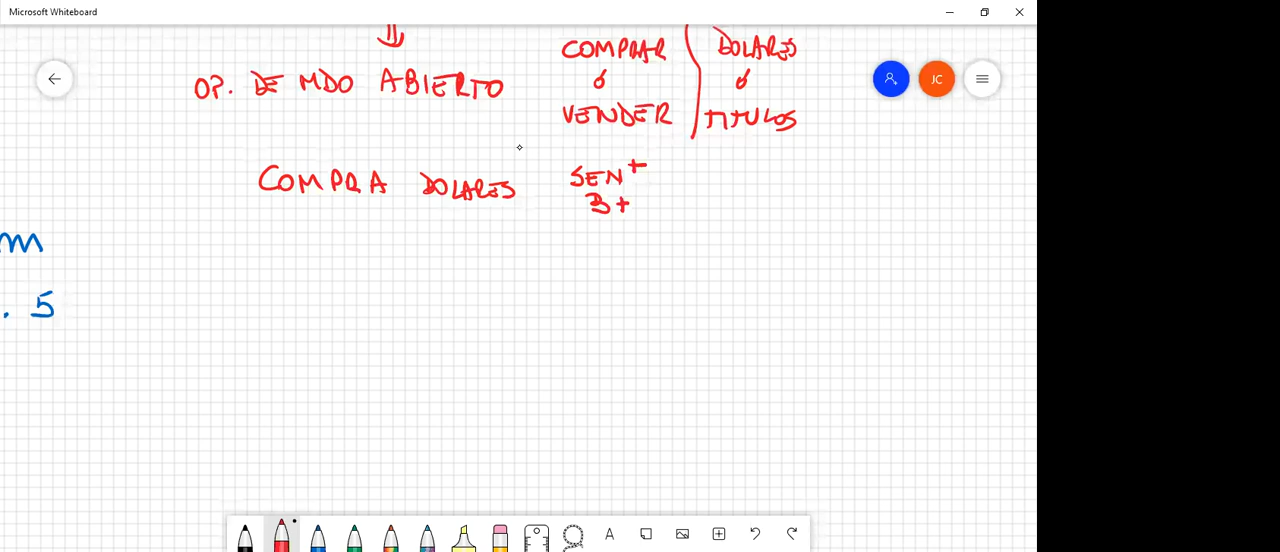 Microsoft Whiteboard
COMPRAR | DOLARES
ó ó
OP. DE MDO ABIERTO
VENDER | TITULOS
JC
COMPRA DOLARES SEN+
B+
m
. 5
A